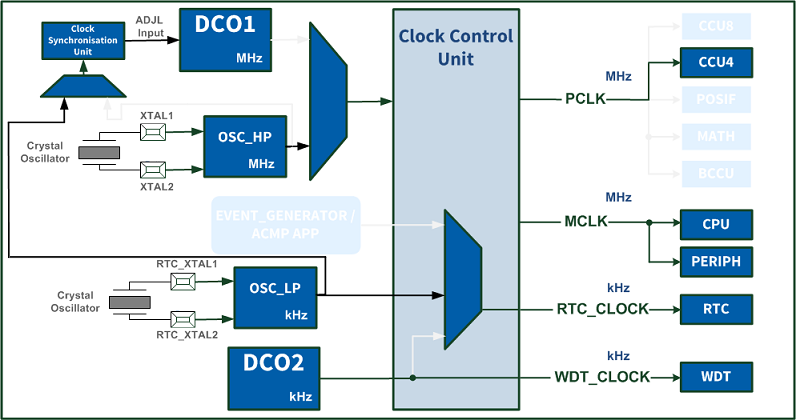 Clock
Synchronisation
Unit
ADJL
Input
DCO1
MHz
Clock Control
Unit
CCU8
MHz
CCU4
PCLK
POSIF
MATH
BCCU
XTAL1
Crystal
Oscillator
OSC_HP
MHz
XTAL2
EVENT_GENERATOR /
ACMP APP
MHz
MCLK
CPU
PERIPH
RTC_XTAL1
Crystal
Oscillator
OSC_LP
kHz
RTC_XTAL2
kHz
RTC_CLOCK
RTC
DCO2
kHz
kHz
WDT_CLOCK
WDT